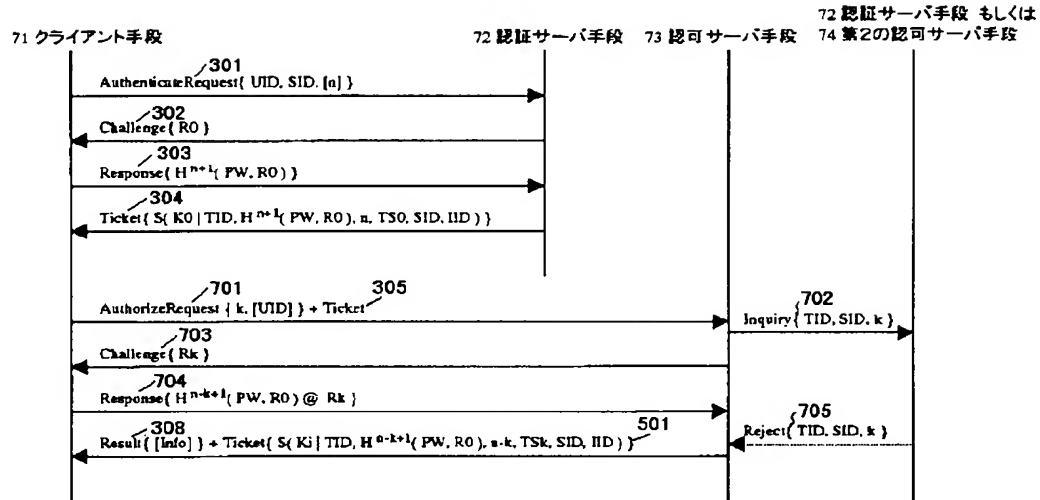 72 認証サーバ手段 もしくは
71 クライアント手段 72 認証サーバ手段 73 認可サーバ手段 74 第2の認可サーバ手段
301
AuthenticateRequest{ UID, SID. [n] }
302
Challenge{ R0 }
303
Response{ H^n+1( PW, R0) }
304
Ticket{ S( K0 | TID, H^n+1( PW, R0), n, TS0, SID, IID ) }
701 305 702
AuthorizeRequest { k, [UID] } + Ticket Inquiry{ TID, SID, k }
703
Challenge{ Rk }
704
Response{ H^n-k+1( PW, R0) @ Rk } 705
308 501 Reject{ TID, SID, k }
Result{ [Info] } + Ticket{ S( Ki | TID, H^n-k+1( PW, R0), n-k, TSk, SID, IID ) }